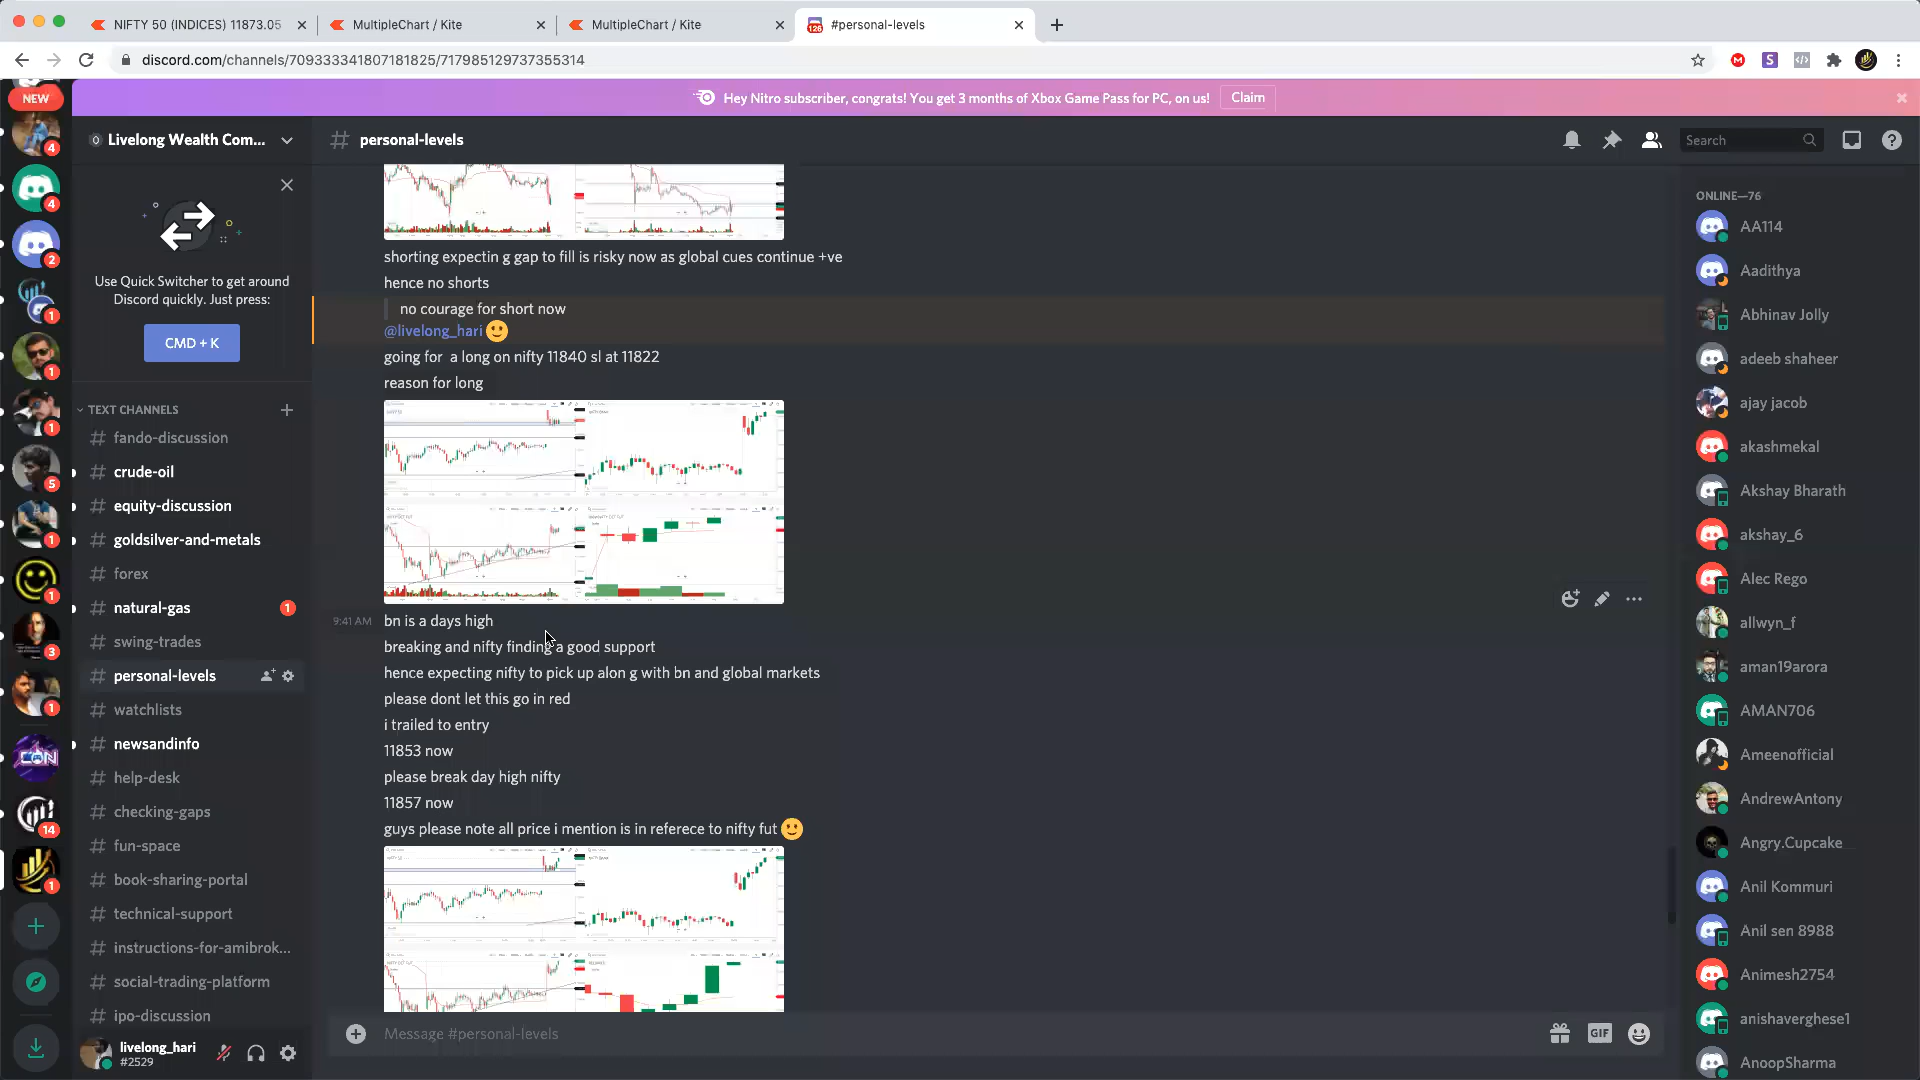 NIFTY 50 (INDICES) 11873.05
MultipleChart / Kite
MultipleChart / Kite
#personal-levels
discord.com/channels/709333341807181825/717985129737355314
NEW
Hey Nitro subscriber, congrats! You get 3 months of Xbox Game Pass for PC, on us!
Claim
Livelong Wealth Com...
personal-levels
Search
Use Quick Switcher to get around
Discord quickly. Just press:
CMD + K
TEXT CHANNELS
fando-discussion
crude-oil
equity-discussion
goldsilver-and-metals
forex
natural-gas 1
swing-trades
personal-levels
watchlists
newsandinfo
help-desk
checking-gaps
fun-space
book-sharing-portal
technical-support
instructions-for-amibrok...
social-trading-platform
ipo-discussion
livelong_hari
#2529
shorting expectin g gap to fill is risky now as global cues continue +ve
hence no shorts
no courage for short now
@livelong_hari
going for a long on nifty 11840 sl at 11822
reason for long
9:41 AM bn is a days high
breaking and nifty finding a good support
hence expecting nifty to pick up alon g with bn and global markets
please dont let this go in red
i trailed to entry
11853 now
please break day high nifty
11857 now
guys please note all price i mention is in referece to nifty fut
Message #personal-levels
GIF
ONLINE—76
AA114
Aadithya
Abhinav Jolly
adeeb shaheer
ajay jacob
akashmekal
Akshay Bharath
akshay_6
Alec Rego
allwyn_f
aman19arora
AMAN706
Ameenofficial
AndrewAntony
Angry.Cupcake
Anil Kommuri
Anil sen 8988
Animesh2754
anishaverghese1
AnoopSharma